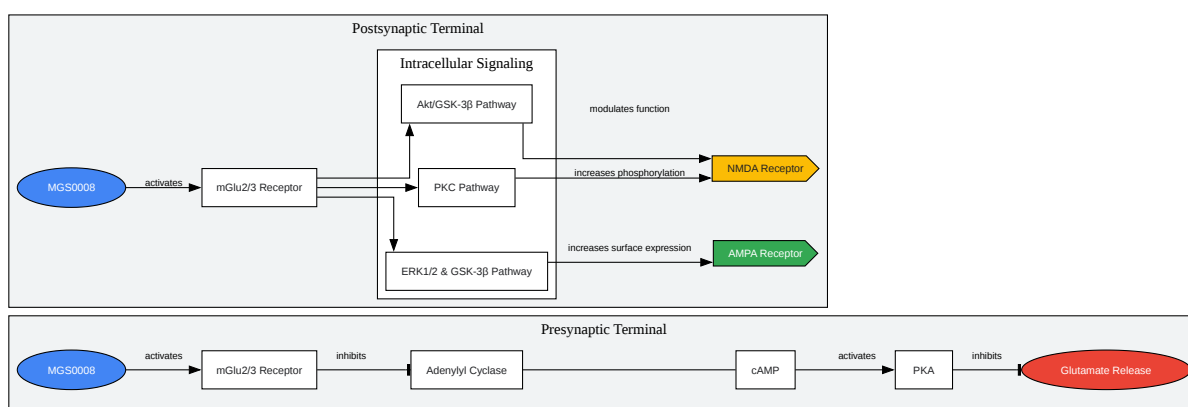 Postsynaptic Terminal
Intracellular Signaling
Akt/GSK-3β Pathway
modulates function
MGS0008
activates
mGlu2/3 Receptor
PKC Pathway
increases phosphorylation
NMDA Receptor
increases surface expression
AMPA Receptor
ERK1/2 & GSK-3β Pathway
Presynaptic Terminal
MGS0008
activates
mGlu2/3 Receptor
inhibits
Adenylyl Cyclase
cAMP
activates
PKA
inhibits
Glutamate Release